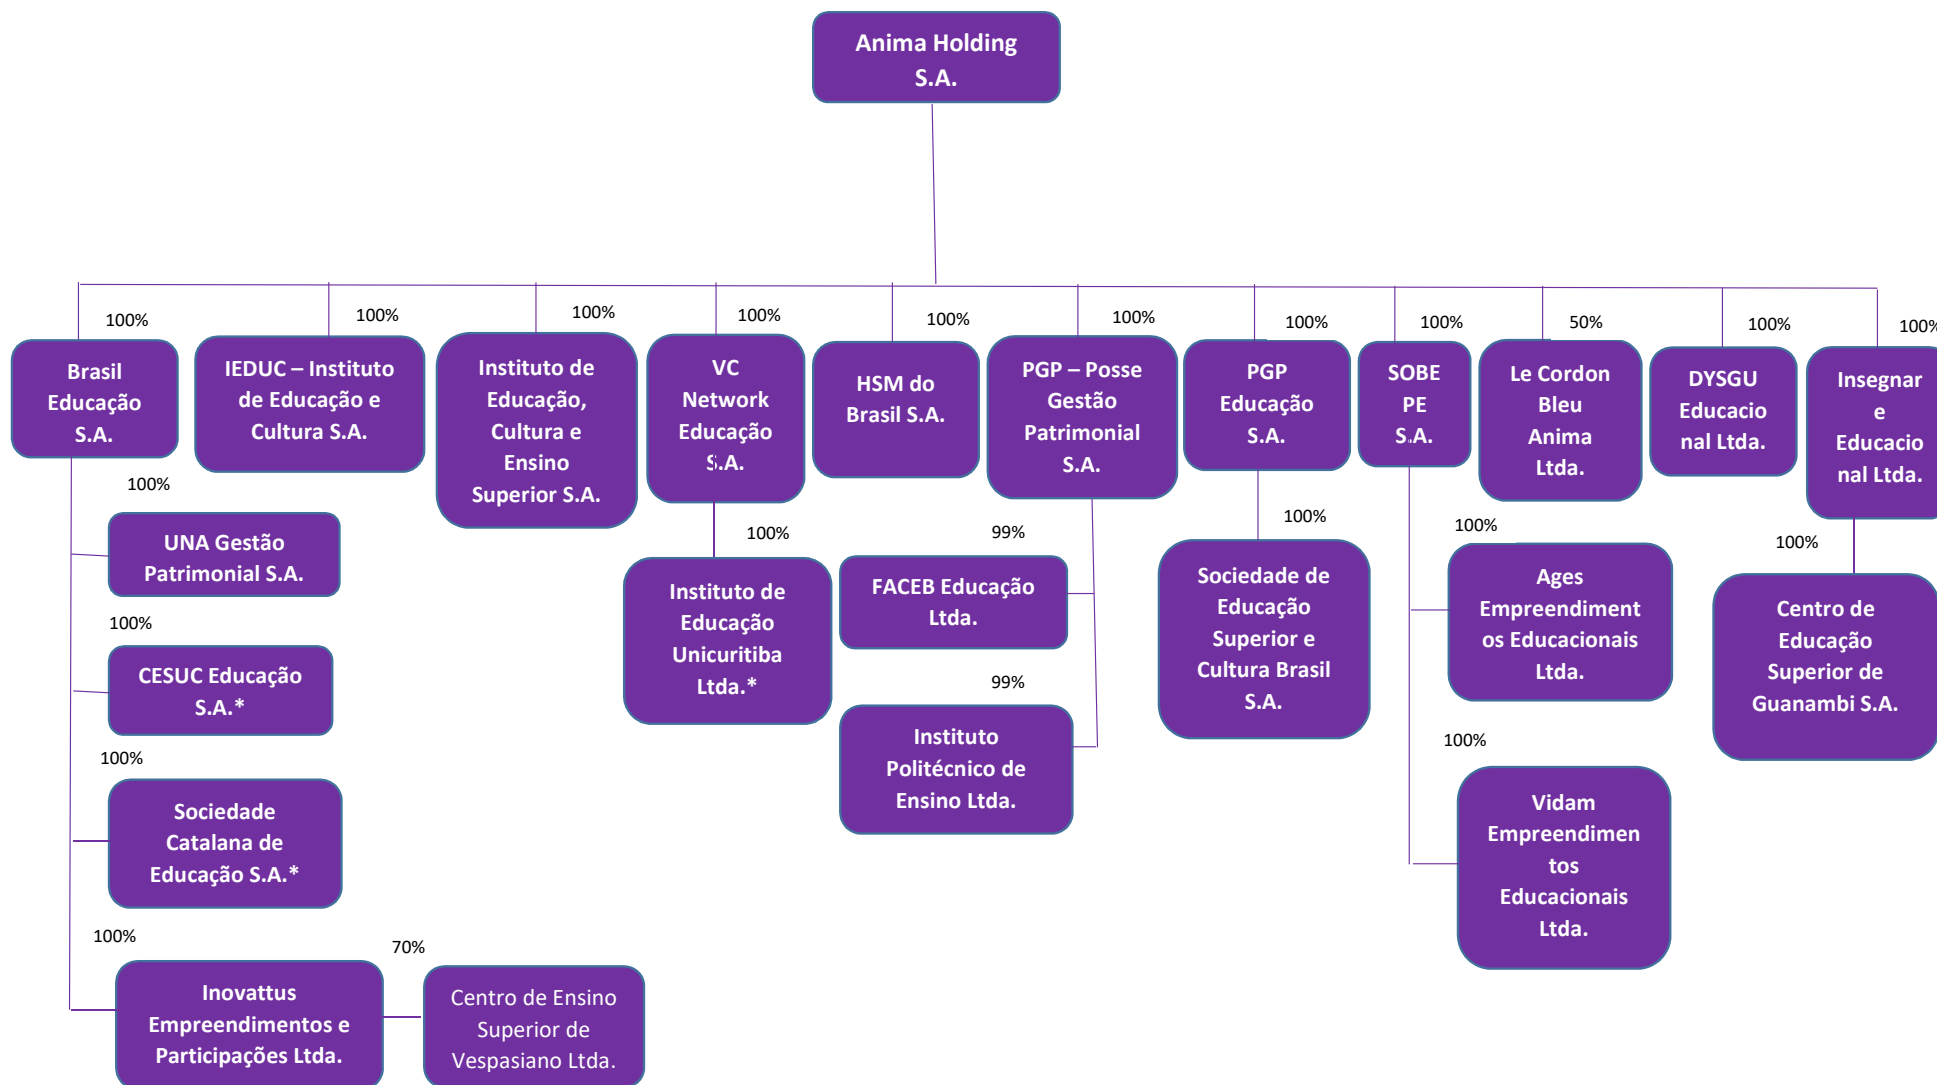 Anima Holding
S.A.
100%
100%
100%
100%
100%
100%
100%
100%
50%
100%
100%
Brasil
Educação
S.A.
IEDUC – Instituto
de Educação e
Cultura S.A.
Instituto de
Educação,
Cultura e
Ensino
Superior S.A.
VC
Network
Educação
S.A.
HSM do
Brasil S.A.
PGP – Posse
Gestão
Patrimonial
S.A.
PGP
Educação
S.A.
SOBE
PE
S.A.
Le Cordon
Bleu
Anima
Ltda.
DYSGU
Educacio
nal Ltda.
Insegnar
e
Educacio
nal Ltda.
100%
UNA Gestão
Patrimonial S.A.
100%
CESUC Educação
S.A.*
100%
Sociedade
Catalana de
Educação S.A.*
100%
Inovattus
Empreendimentos e
Participações Ltda.
70%
Centro de Ensino
Superior de
Vespasiano Ltda.
100%
Instituto de
Educação
Unicuritiba
Ltda.*
99%
FACEB Educação
Ltda.
99%
Instituto
Politécnico de
Ensino Ltda.
100%
Sociedade de
Educação
Superior e
Cultura Brasil
S.A.
100%
Ages
Empreendiment
os Educacionais
Ltda.
100%
Vidam
Empreendimen
tos
Educacionais
Ltda.
100%
Centro de
Educação
Superior de
Guanambi S.A.